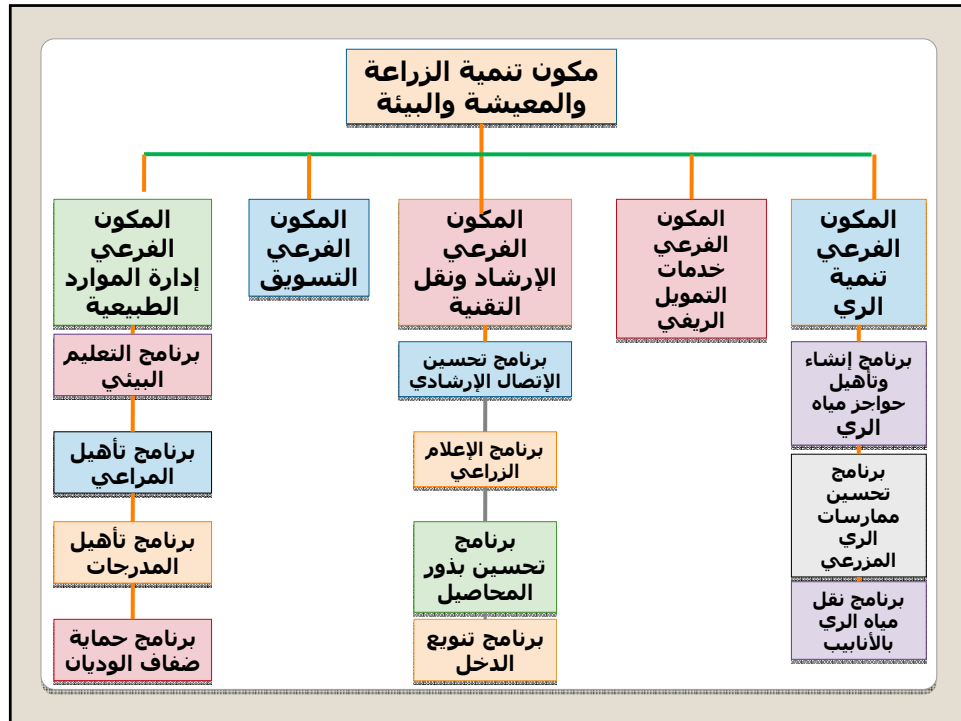 مكون تنمية الزراعة
والمعيشة والبيئة
المكون
الفرعي
تنمية
الري
برنامج إنشاء
وتأهيل
حواجز مياه
الري
برنامج
تحسين
ممارسات
الري
المزرعي
برنامج نقل
مياه الري
بالأنابيب
المكون
الفرعي
خدمات
التمويل
الريفي
المكون
الفرعي
الإرشاد ونقل
التقنية
برنامج تحسين
الإتصال الإرشادي
برنامج الإعلام
الزراعي
برنامج
تحسين بذور
المحاصيل
برنامج تنويع
الدخل
المكون
الفرعي
التسويق
المكون
الفرعي
إدارة الموارد
الطبيعية
برنامج التعليم
البيئي
برنامج تأهيل
المراعي
برنامج تأهيل
المدرجات
برنامج حماية
ضفاف الوديان